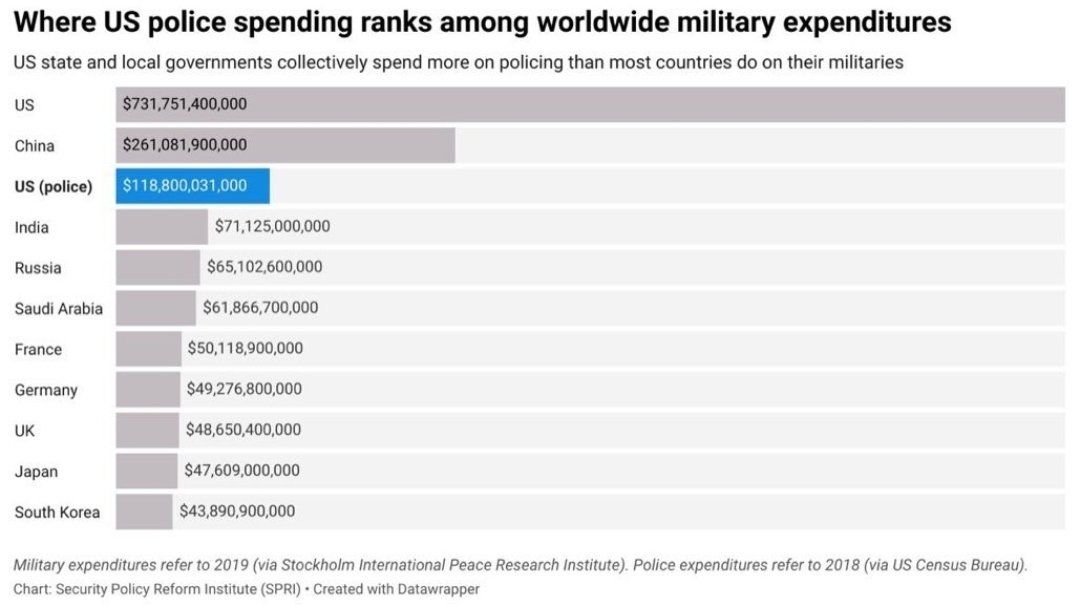 Where US police spending ranks among worldwide military expenditures
US state and local governments collectively spend more on policing than most countries do on their militaries
US $731,751,400,000
China $261,081,900,000
US (police) $118,800,031,000
India $71,125,000,000
Russia $65,102,600,000
Saudi Arabia $61,866,700,000
France $50,118,900,000
Germany $49,276,800,000
UK $48,650,400,000
Japan $47,609,000,000
South Korea $43,890,900,000
Military expenditures refer to 2019 (via Stockholm International Peace Research Institute). Police expenditures refer to 2018 (via US Census Bureau).
Chart: Security Policy Reform Institute (SPRI) • Created with Datawrapper